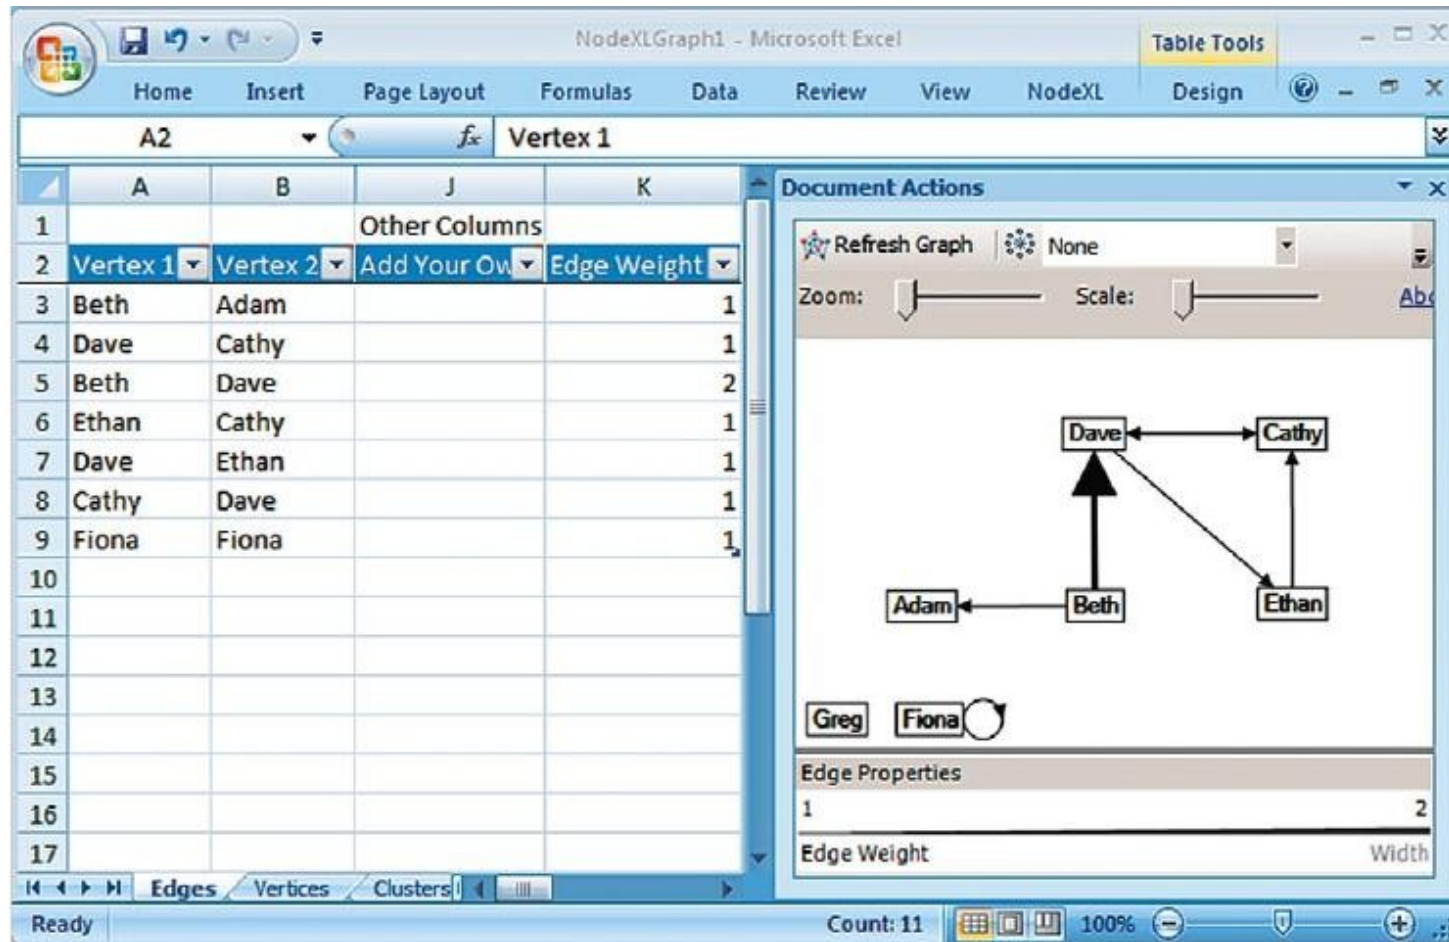 NodeXLGraph1 - Microsoft Excel
Table Tools
Home Insert Page Layout Formulas Data Review View NodeXL Design
A2 fx Vertex 1
A B J K
1 Other Columns
2 Vertex 1 Vertex 2 Add Your Ow Edge Weight
3 Beth Adam 1
4 Dave Cathy 1
5 Beth Dave 2
6 Ethan Cathy 1
7 Dave Ethan 1
8 Cathy Dave 1
9 Fiona Fiona 1
10
11
12
13
14
15
16
17
Document Actions
Refresh Graph None
Zoom: Scale:
Dave Cathy
Adam Beth Ethan
Greg Fiona
Edge Properties
1 2
Edge Weight Width
Edges Vertices Clusters
Ready Count: 11 100%